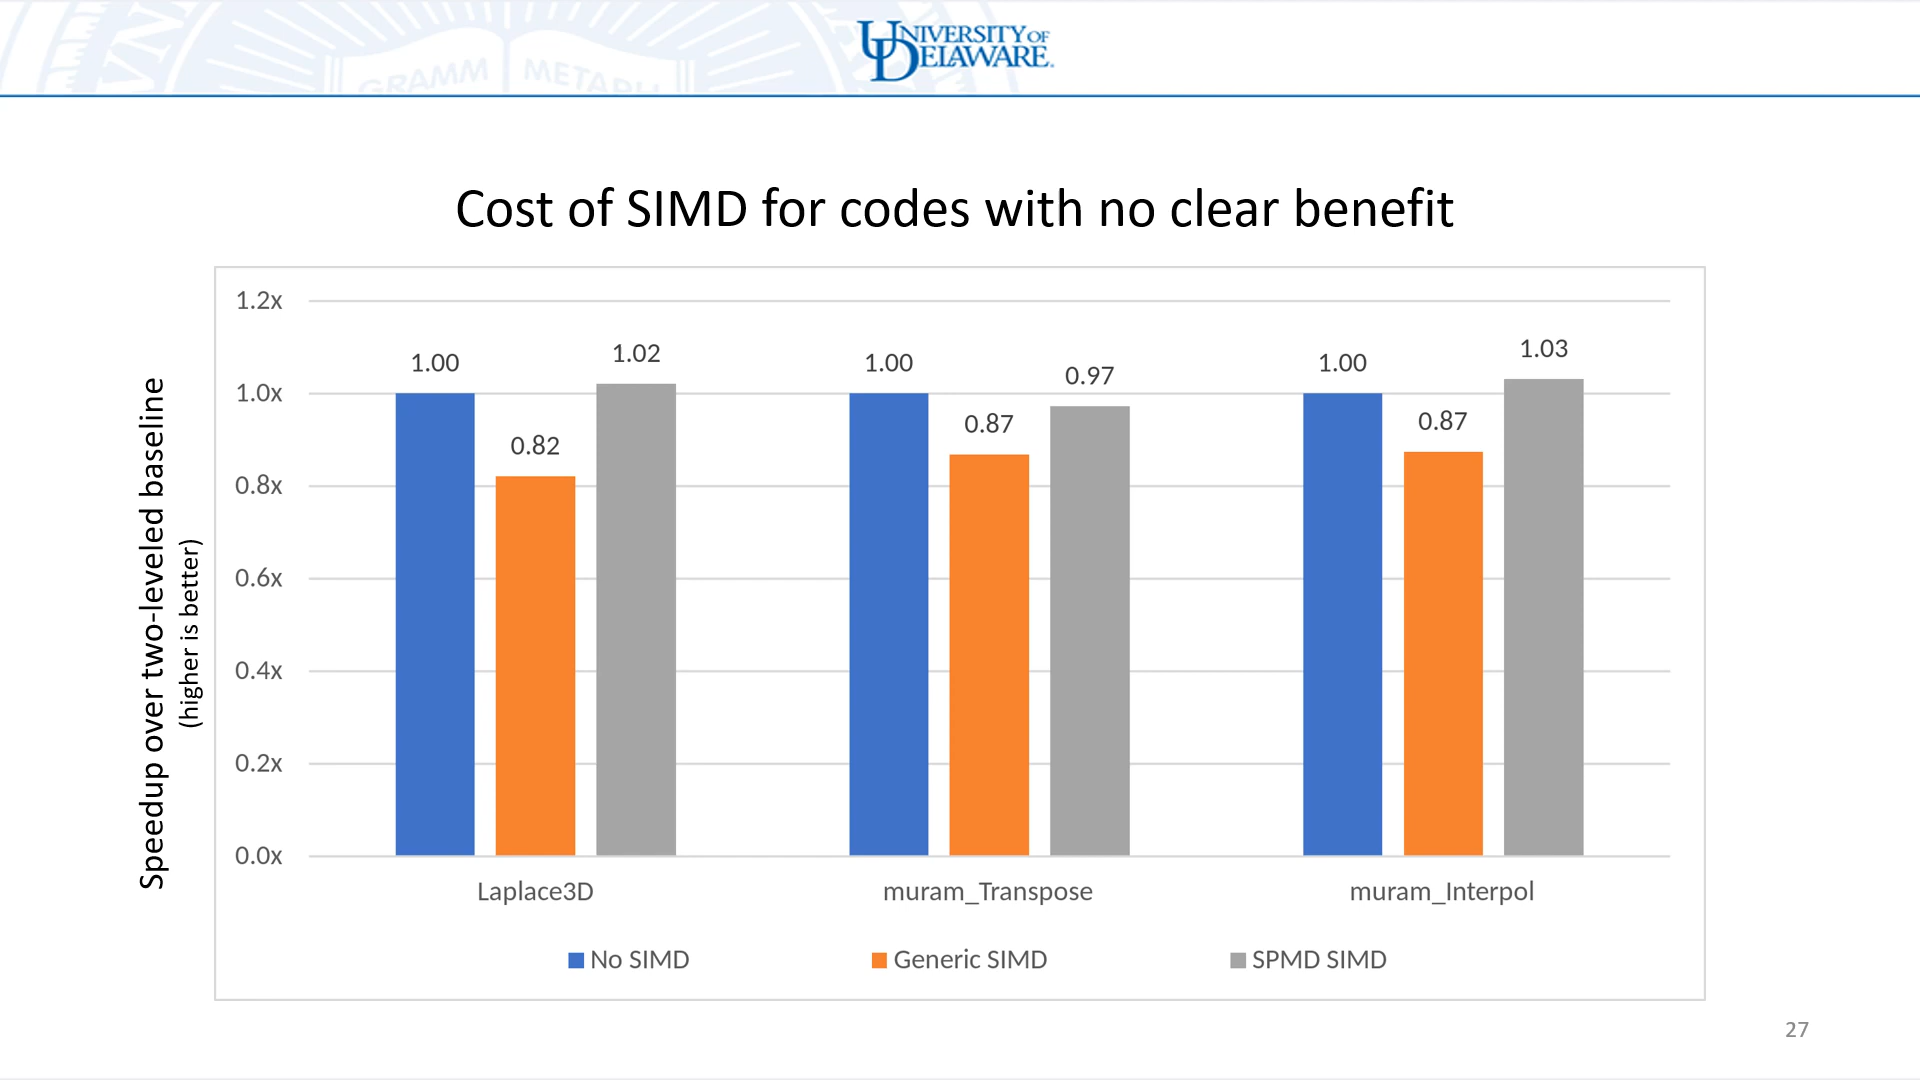 GRAMM METADI
UNIVERSITY OF
DELAWARE.
Cost of SIMD for codes with no clear benefit
Speedup over two-leveled baseline
(higher is better)
1.2x
1.0x
0.8x
0.6x
0.4x
0.2x
0.0x
1.00
0.82
1.02
1.00
0.87
0.97
1.00
0.87
1.03
Laplace3D
muram_Transpose
muram_Interpol
No SIMD
Generic SIMD
SPMD SIMD
27